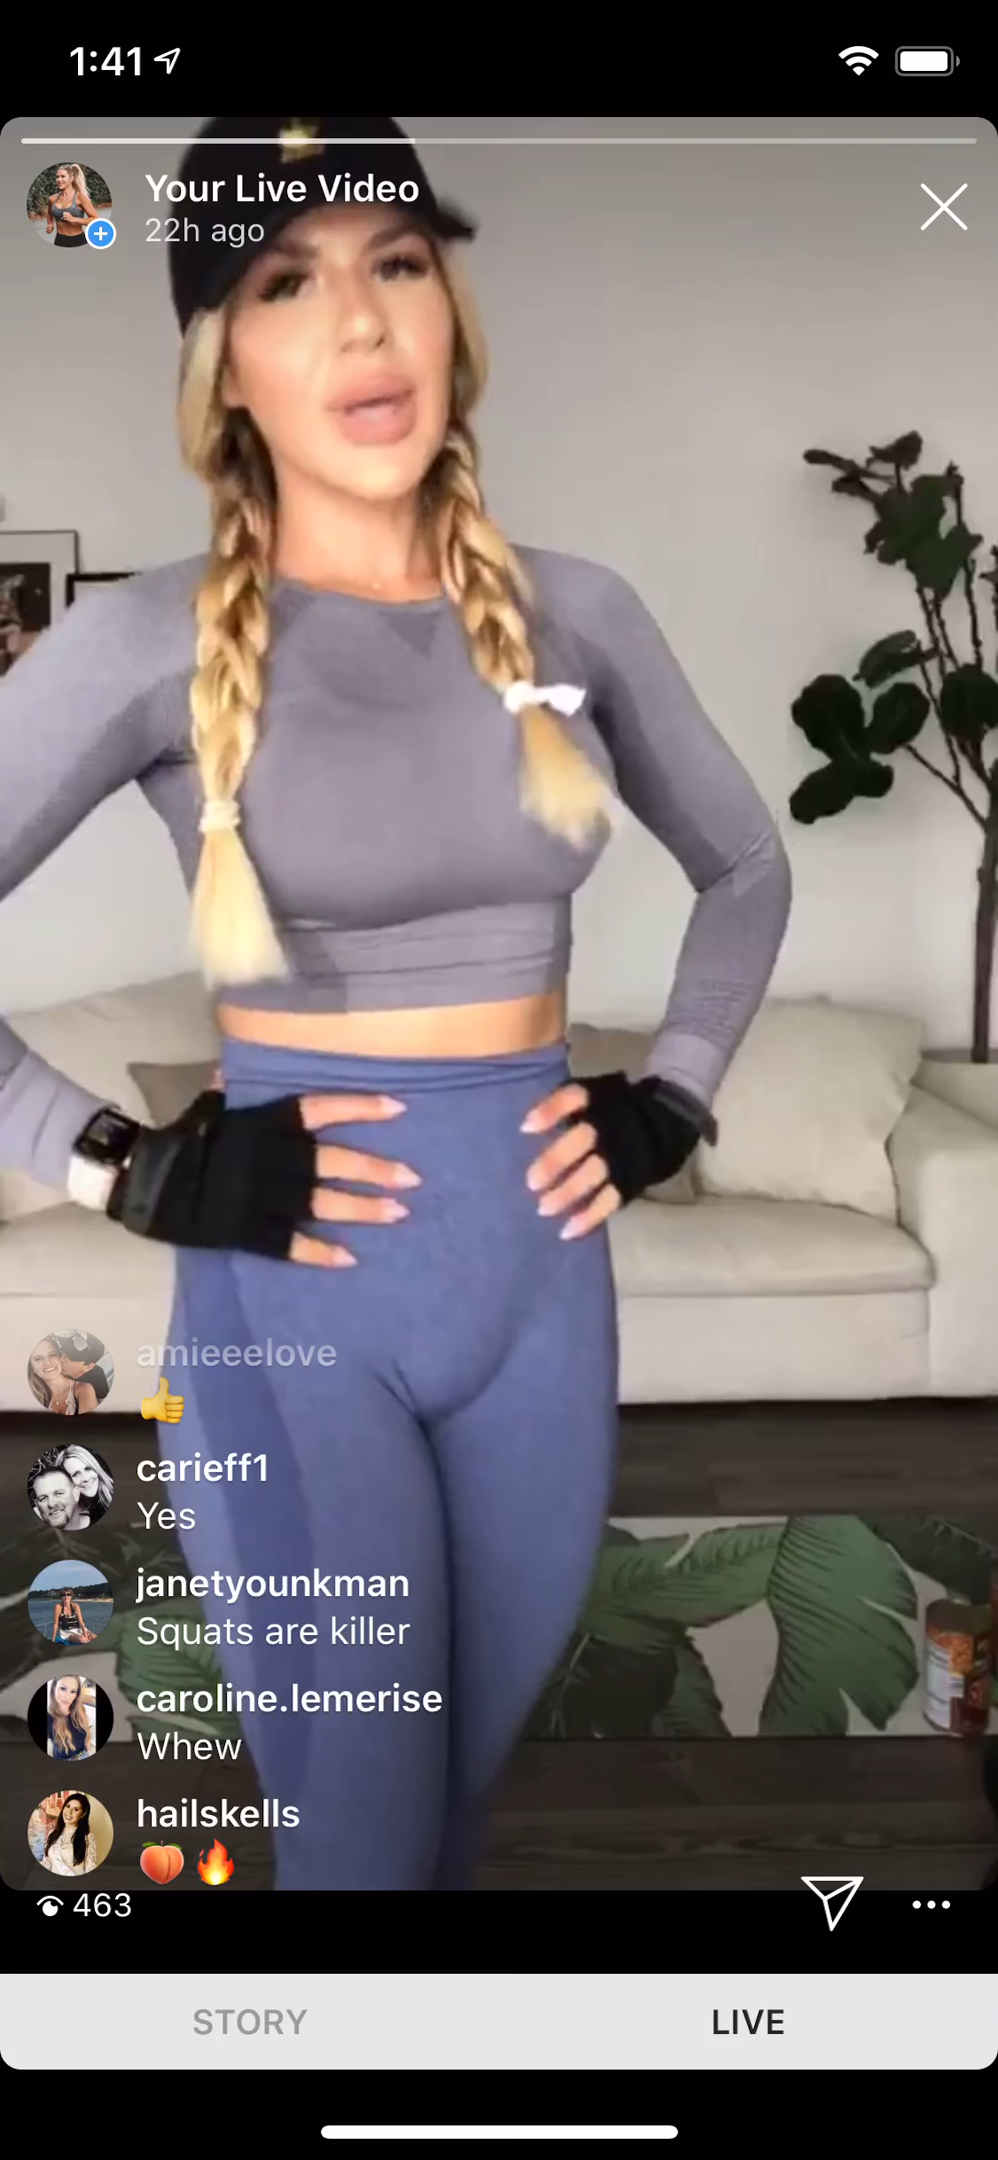 1:41
Your Live Video
22h ago
amieeelove
👍
carieff1
Yes
janetyounkman
Squats are killer
caroline.lemerise
Whew
hailskells
🍑 🔥
463
STORY
LIVE